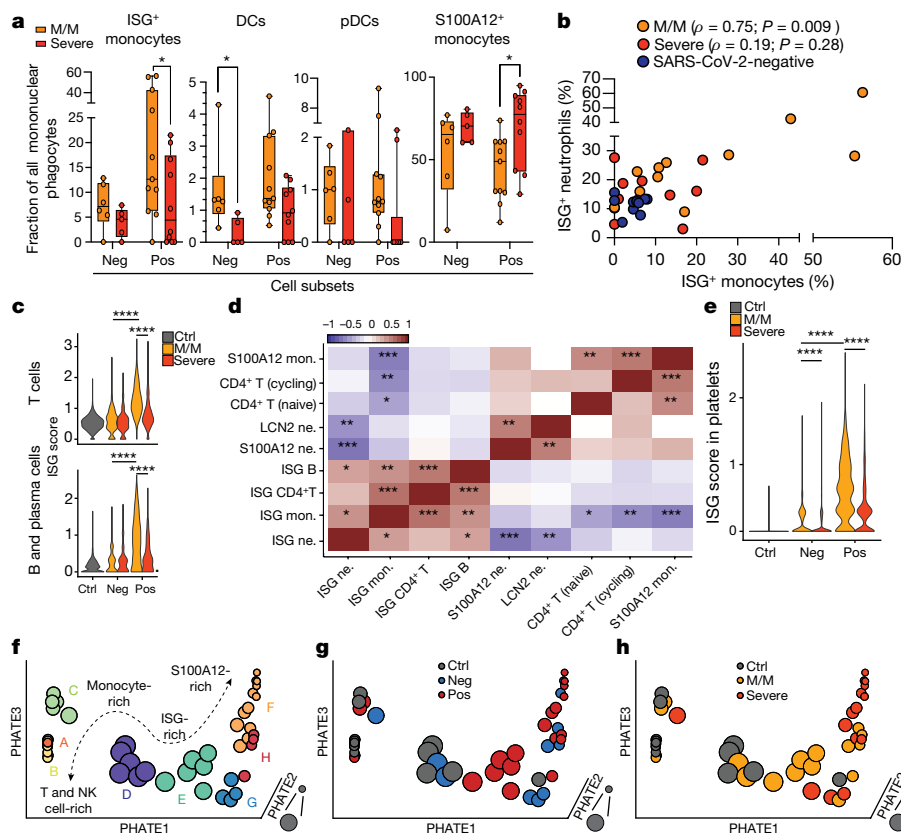 a
M/M
Severe
ISG⁺ monocytes
DCs
pDCs
S100A12⁺ monocytes
Fraction of all mononuclear phagocytes
60
40
20
25
20
15
10
5
0
*
6
4
2
2
1
0
*
10
5
2
1
0
100
50
0
*
Neg Pos Neg Pos Neg Pos Neg Pos
Cell subsets
b
M/M (ρ = 0.75; P = 0.009 )
Severe (ρ = 0.19; P = 0.28)
SARS-CoV-2-negative
ISG⁺ neutrophils (%)
70
60
50
40
30
30
20
10
0
0 10 20 30 40 50 60
ISG⁺ monocytes (%)
c
Ctrl
M/M
Severe
T cells
B and plasma cells
ISG score
3
2
1
0
**** ****
2
1
0
**** ****
Ctrl Neg Pos
d
−1 −0.5 0 0.5 1
S100A12 mon. *** ** ***
CD4⁺ T (cycling) ** ***
CD4⁺ T (naive) * **
LCN2 ne. ** **
S100A12 ne. *** **
ISG B * ** ***
ISG CD4⁺T *** ***
ISG mon. * *** ** * ** ***
ISG ne. * * *** **
ISG ne.
ISG mon.
ISG CD4⁺ T
ISG B
S100A12 ne.
LCN2 ne.
CD4⁺ T (naive)
CD4⁺ T (cycling)
S100A12 mon.
e
Ctrl
M/M
Severe
ISG score in platelets
2
1
0
****
**** ****
Ctrl Neg Pos
f
PHATE3
PHATE1
PHATE2
C
A
B
D
E
F
H
G
Monocyte-rich
ISG-rich
S100A12-rich
T and NK cell-rich
g
Ctrl
Neg
Pos
PHATE3
PHATE1
PHATE2
h
Ctrl
M/M
Severe
PHATE3
PHATE1
PHATE2